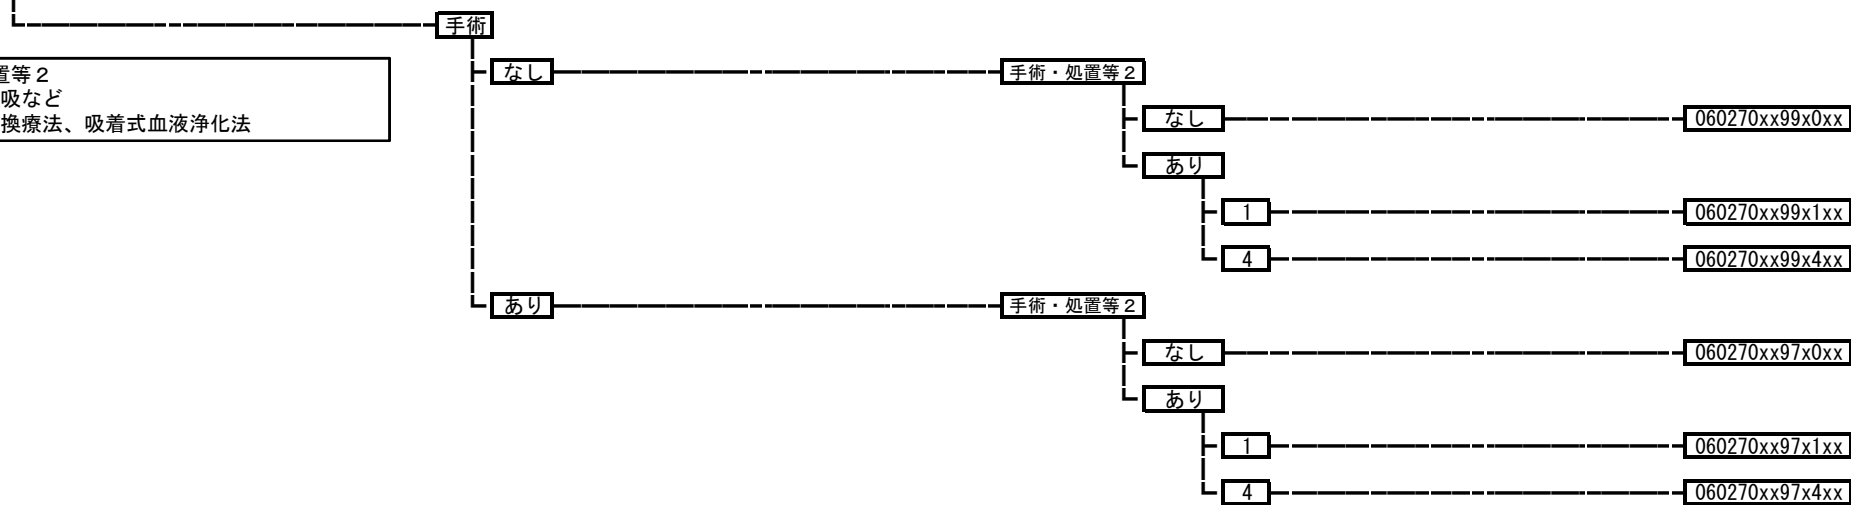 手術
置等２
吸など
換療法、吸着式血液浄化法
なし
手術・処置等２
なし
060270xx99x0xx
あり
1
060270xx99x1xx
4
060270xx99x4xx
あり
手術・処置等２
なし
060270xx97x0xx
あり
1
060270xx97x1xx
4
060270xx97x4xx